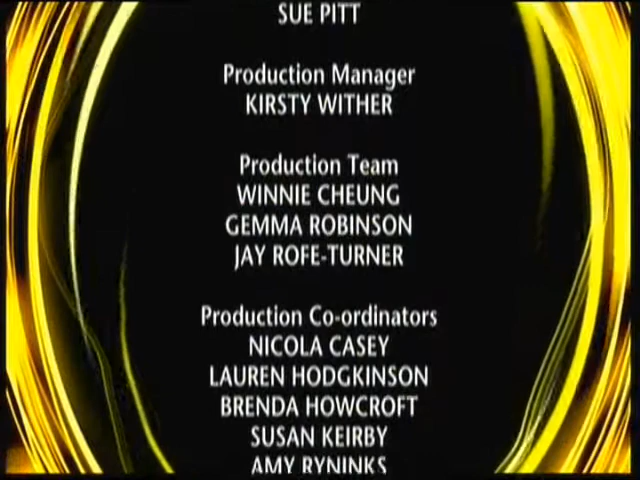 SUE PITT
Production Manager
KIRSTY WITHER
Production Team
WINNIE CHEUNG
GEMMA ROBINSON
JAY ROFE-TURNER
Production Co-ordinators
NICOLA CASEY
LAUREN HODGKINSON
BRENDA HOWCROFT
SUSAN KEIRBY
AMY RYNINKS